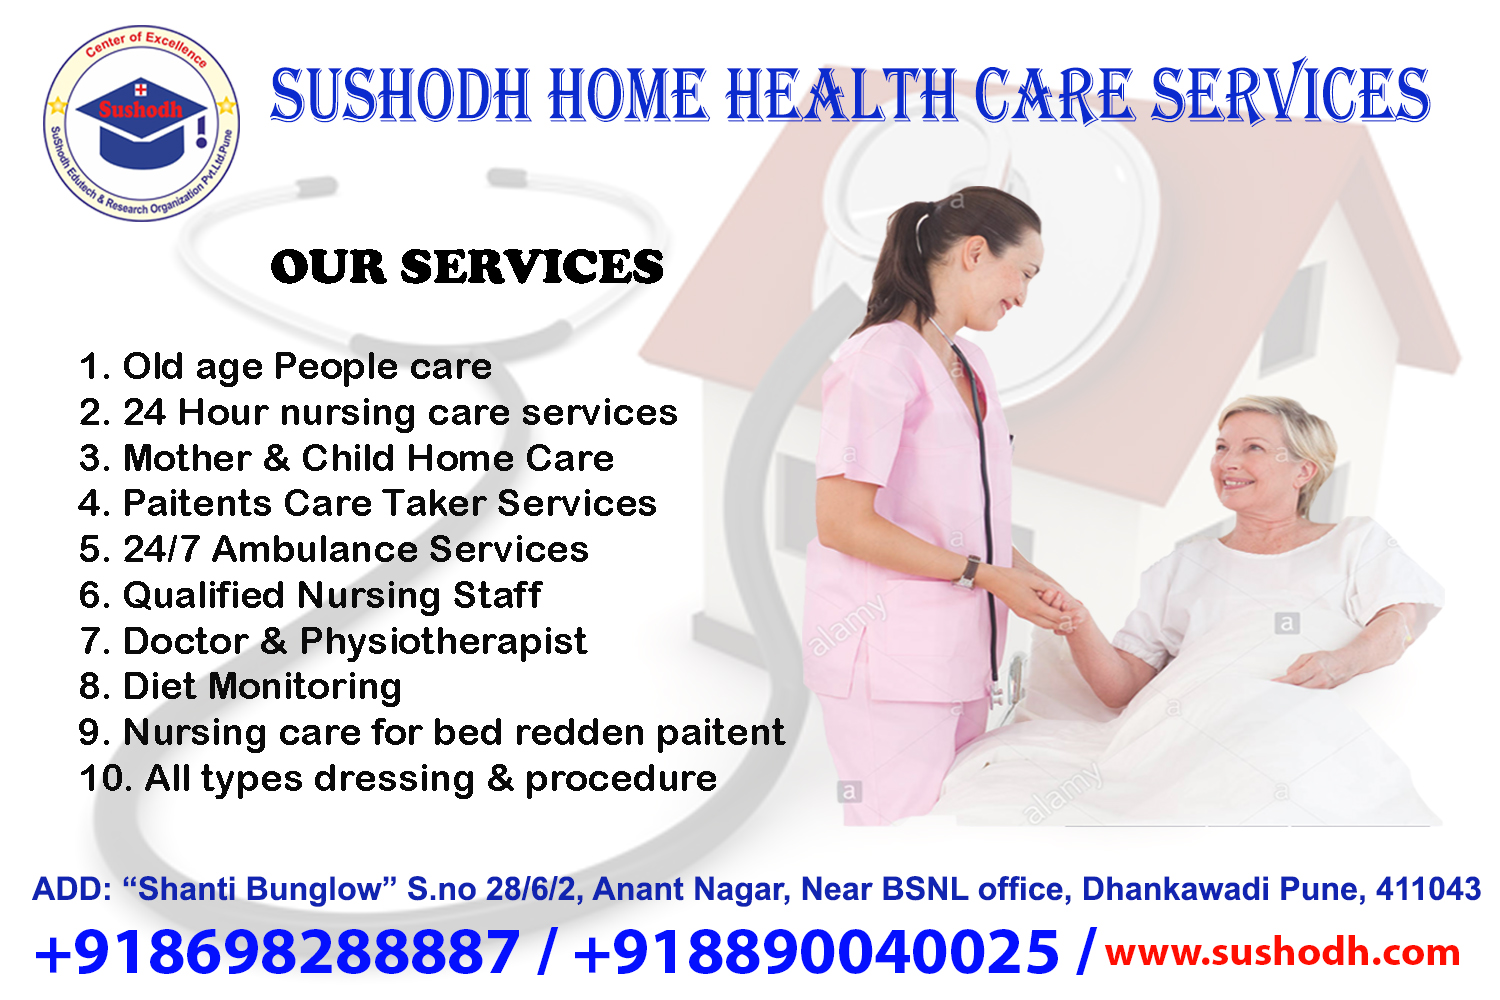 Center of Excellence
Sushodh
SuShodh Edutech & Research Organization Pvt.Ltd.Pune
SUSHODH HOME HEALTH CARE SERVICES
OUR SERVICES
1. Old age People care
2. 24 Hour nursing care services
3. Mother & Child Home Care
4. Paitents Care Taker Services
5. 24/7 Ambulance Services
6. Qualified Nursing Staff
7. Doctor & Physiotherapist
8. Diet Monitoring
9. Nursing care for bed redden paitent
10. All types dressing & procedure
a
a
a
a
a
alamy
a
a
a
a
a
alamy
ADD: “Shanti Bunglow” S.no 28/6/2, Anant Nagar, Near BSNL office, Dhankawadi Pune, 411043
+918698288887 / +918890040025 / www.sushodh.com